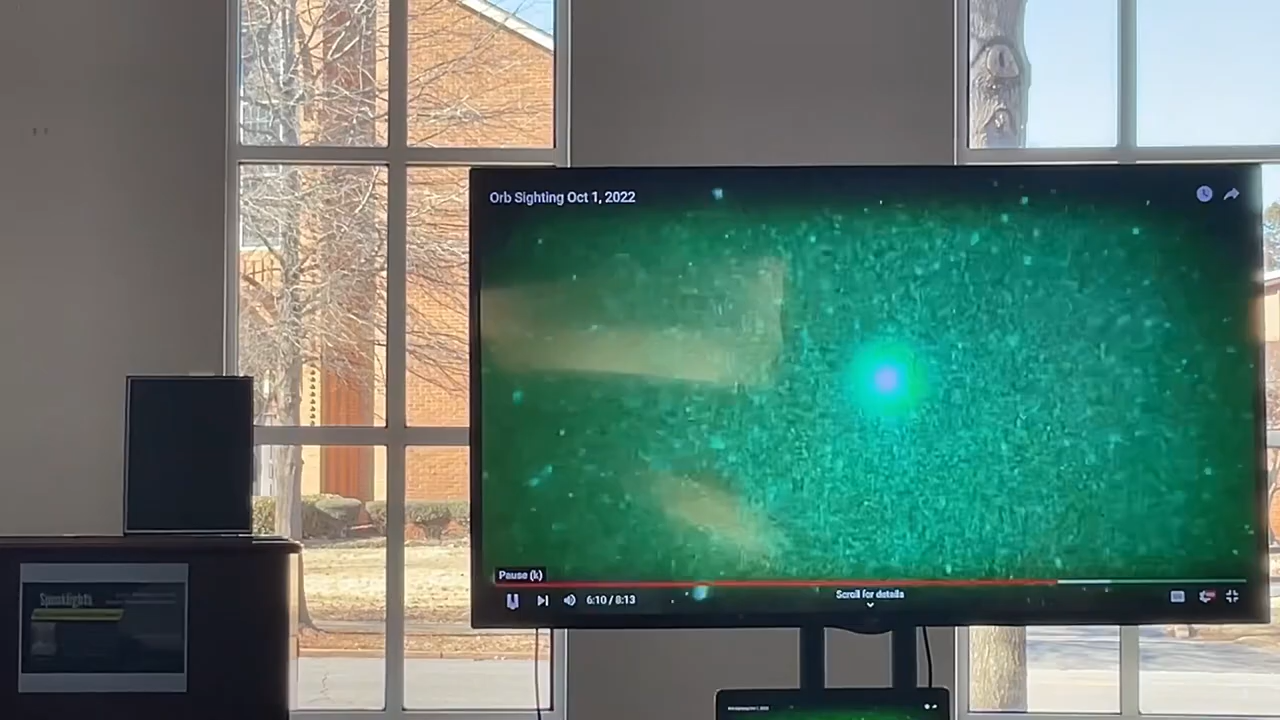 Orb Sighting Oct 1, 2022
Pause (k)
6:10 / 8:13
Scroll for details
Spooklights